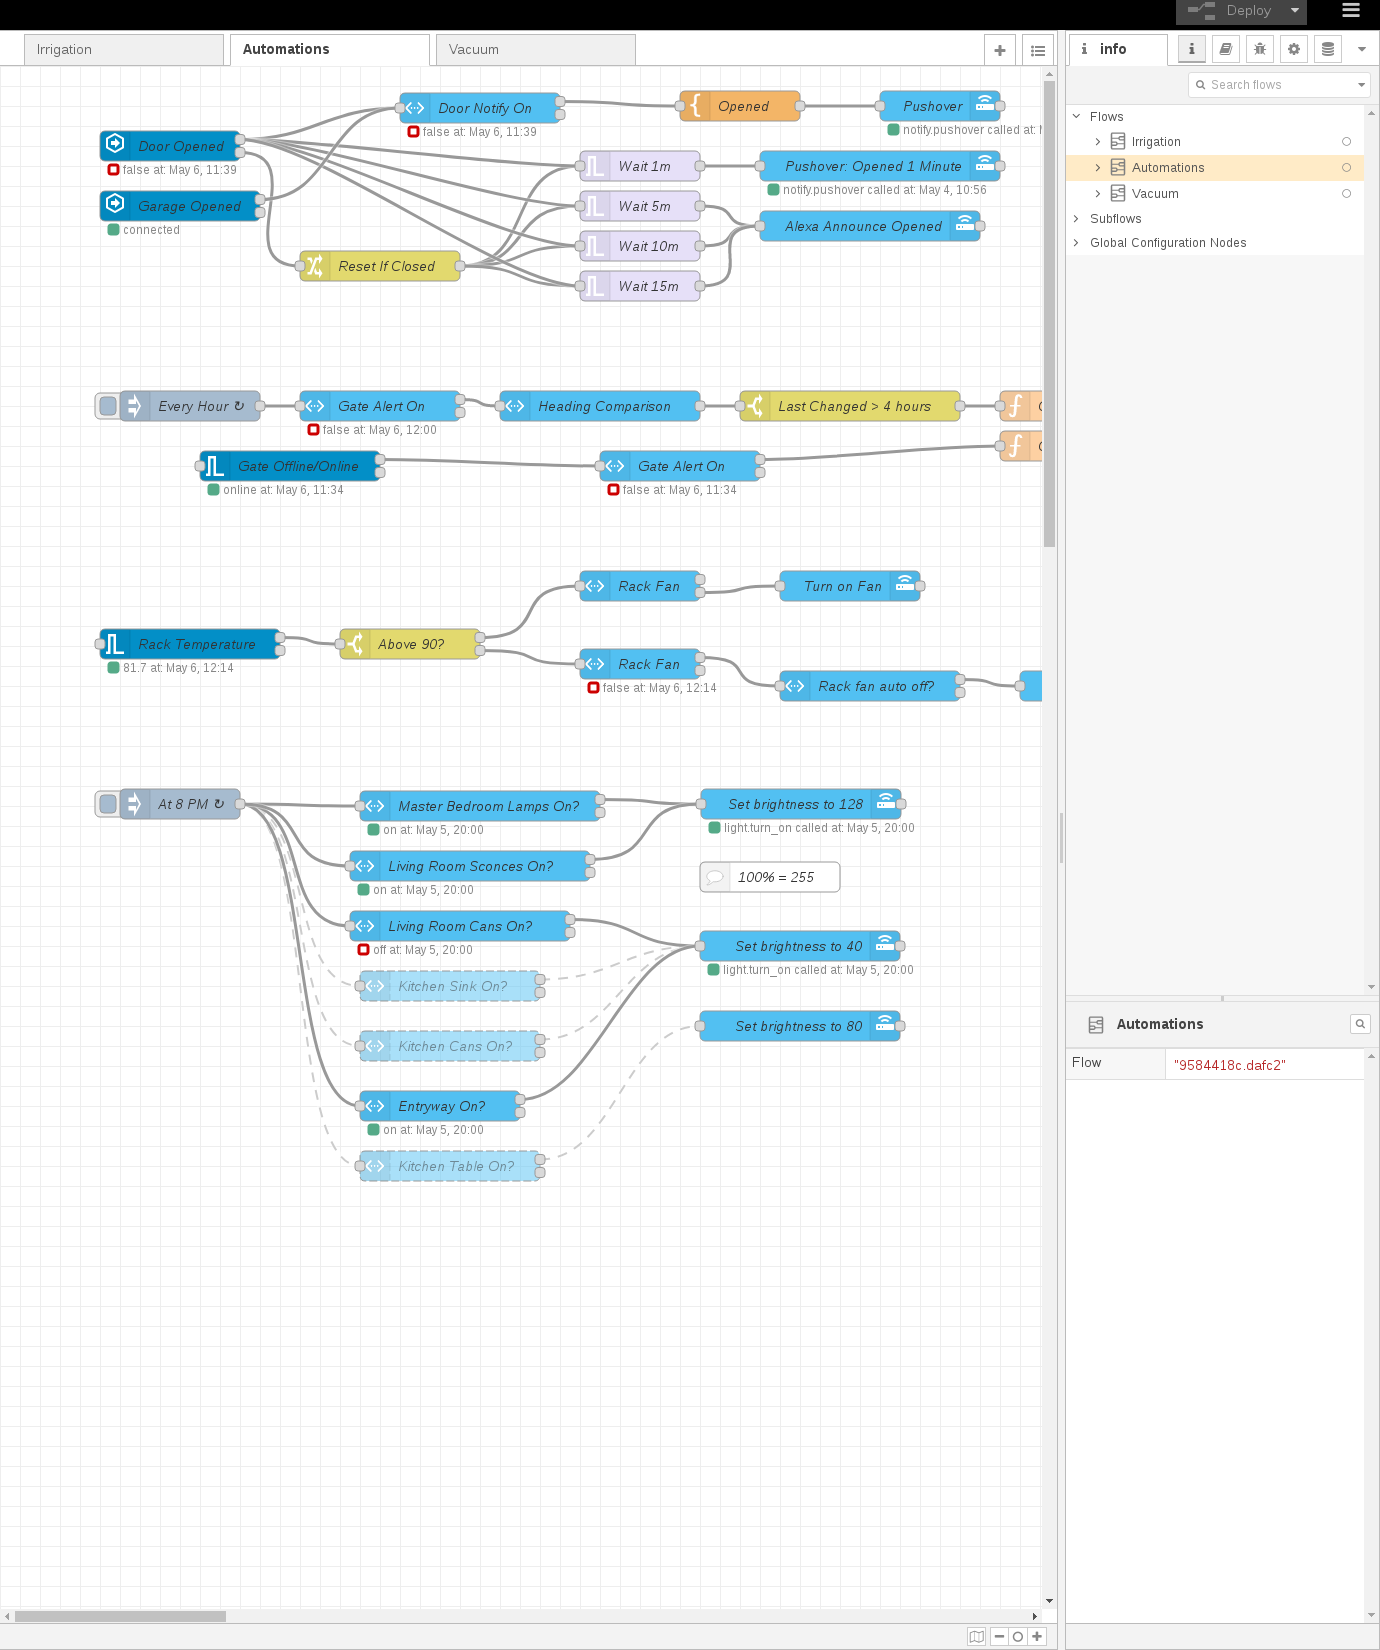 Deploy
Irrigation
Automations
Vacuum
info
Search flows
Flows
Irrigation
Automations
Vacuum
Subflows
Global Configuration Nodes
Door Notify On
false at: May 6, 11:39
Opened
Pushover
notify.pushover called at:
Door Opened
false at: May 6, 11:39
Wait 1m
Pushover: Opened 1 Minute
notify.pushover called at: May 4, 10:56
Garage Opened
connected
Wait 5m
Alexa Announce Opened
Wait 10m
Reset If Closed
Wait 15m
Every Hour ↻
Gate Alert On
false at: May 6, 12:00
Heading Comparison
Last Changed > 4 hours
Gate Offline/Online
online at: May 6, 11:34
Gate Alert On
false at: May 6, 11:34
Rack Fan
Turn on Fan
Rack Temperature
81.7 at: May 6, 12:14
Above 90?
Rack Fan
false at: May 6, 12:14
Rack fan auto off?
At 8 PM ↻
Master Bedroom Lamps On?
on at: May 5, 20:00
Set brightness to 128
light.turn_on called at: May 5, 20:00
Living Room Sconces On?
on at: May 5, 20:00
100% = 255
Living Room Cans On?
off at: May 5, 20:00
Set brightness to 40
light.turn_on called at: May 5, 20:00
Kitchen Sink On?
Set brightness to 80
Kitchen Cans On?
Entryway On?
on at: May 5, 20:00
Kitchen Table On?
Automations
Flow
"9584418c.dafc2"